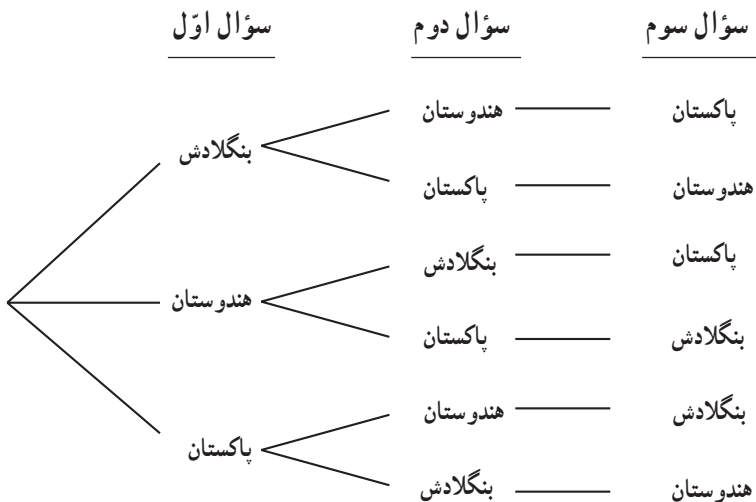 سؤال اوّل سؤال دوم سؤال سوم
هندوستان پاکستان
بنگلادش
پاکستان هندوستان
بنگلادش پاکستان
هندوستان
پاکستان بنگلادش
هندوستان بنگلادش
پاکستان
بنگلادش هندوستان